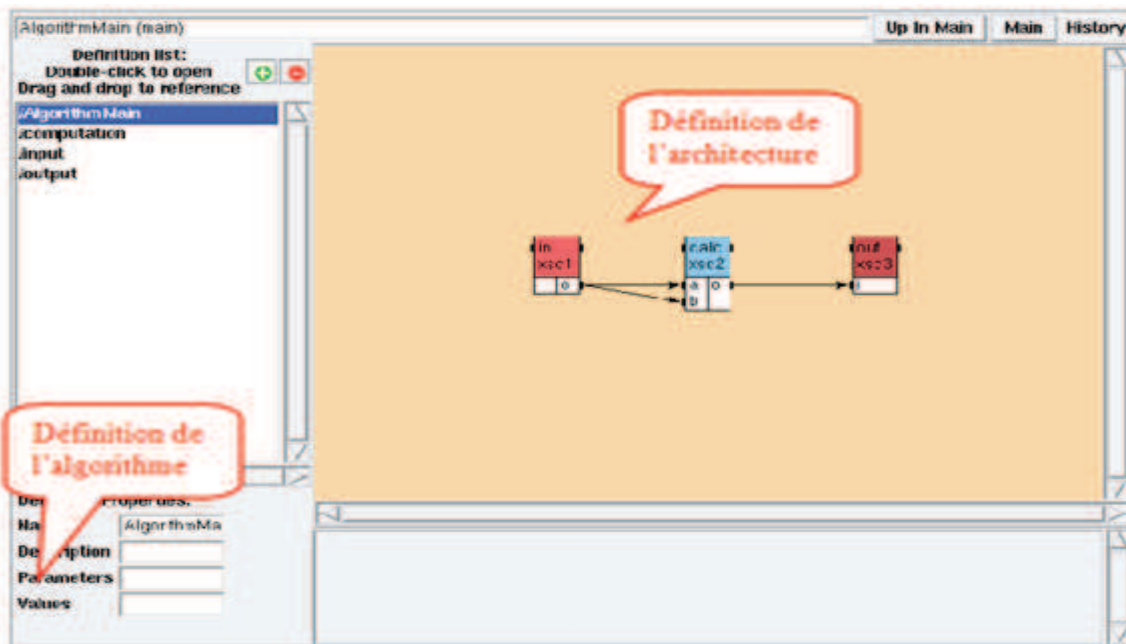 AlgorithmMain (main)
Up In Main
Main
History
Definition list:
Double-click to open
Drag and drop to reference
/AlgorithmMain
/computation
/input
/output
Définition de
l'architecture
in
xsc1
o
calc
xsc2
a o
b
out
xsc3
i
Définition de
l'algorithme
Properties:
AlgorithmMa
Description
Parameters
Values